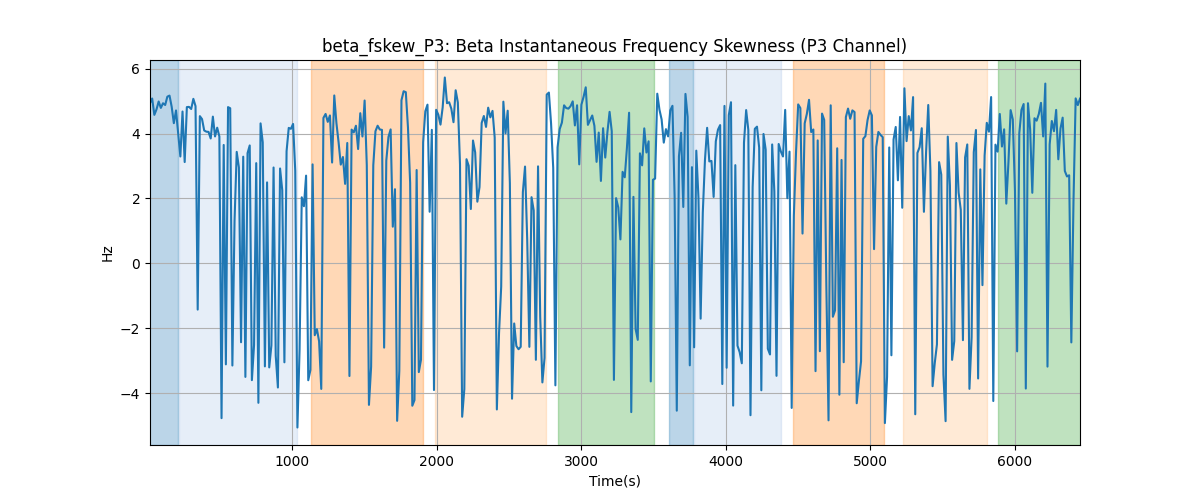 beta_fskew_P3: Beta Instantaneous Frequency Skewness (P3 Channel)
6
4
2
0
−2
−4
Hz
1000 2000 3000 4000 5000 6000
Time(s)